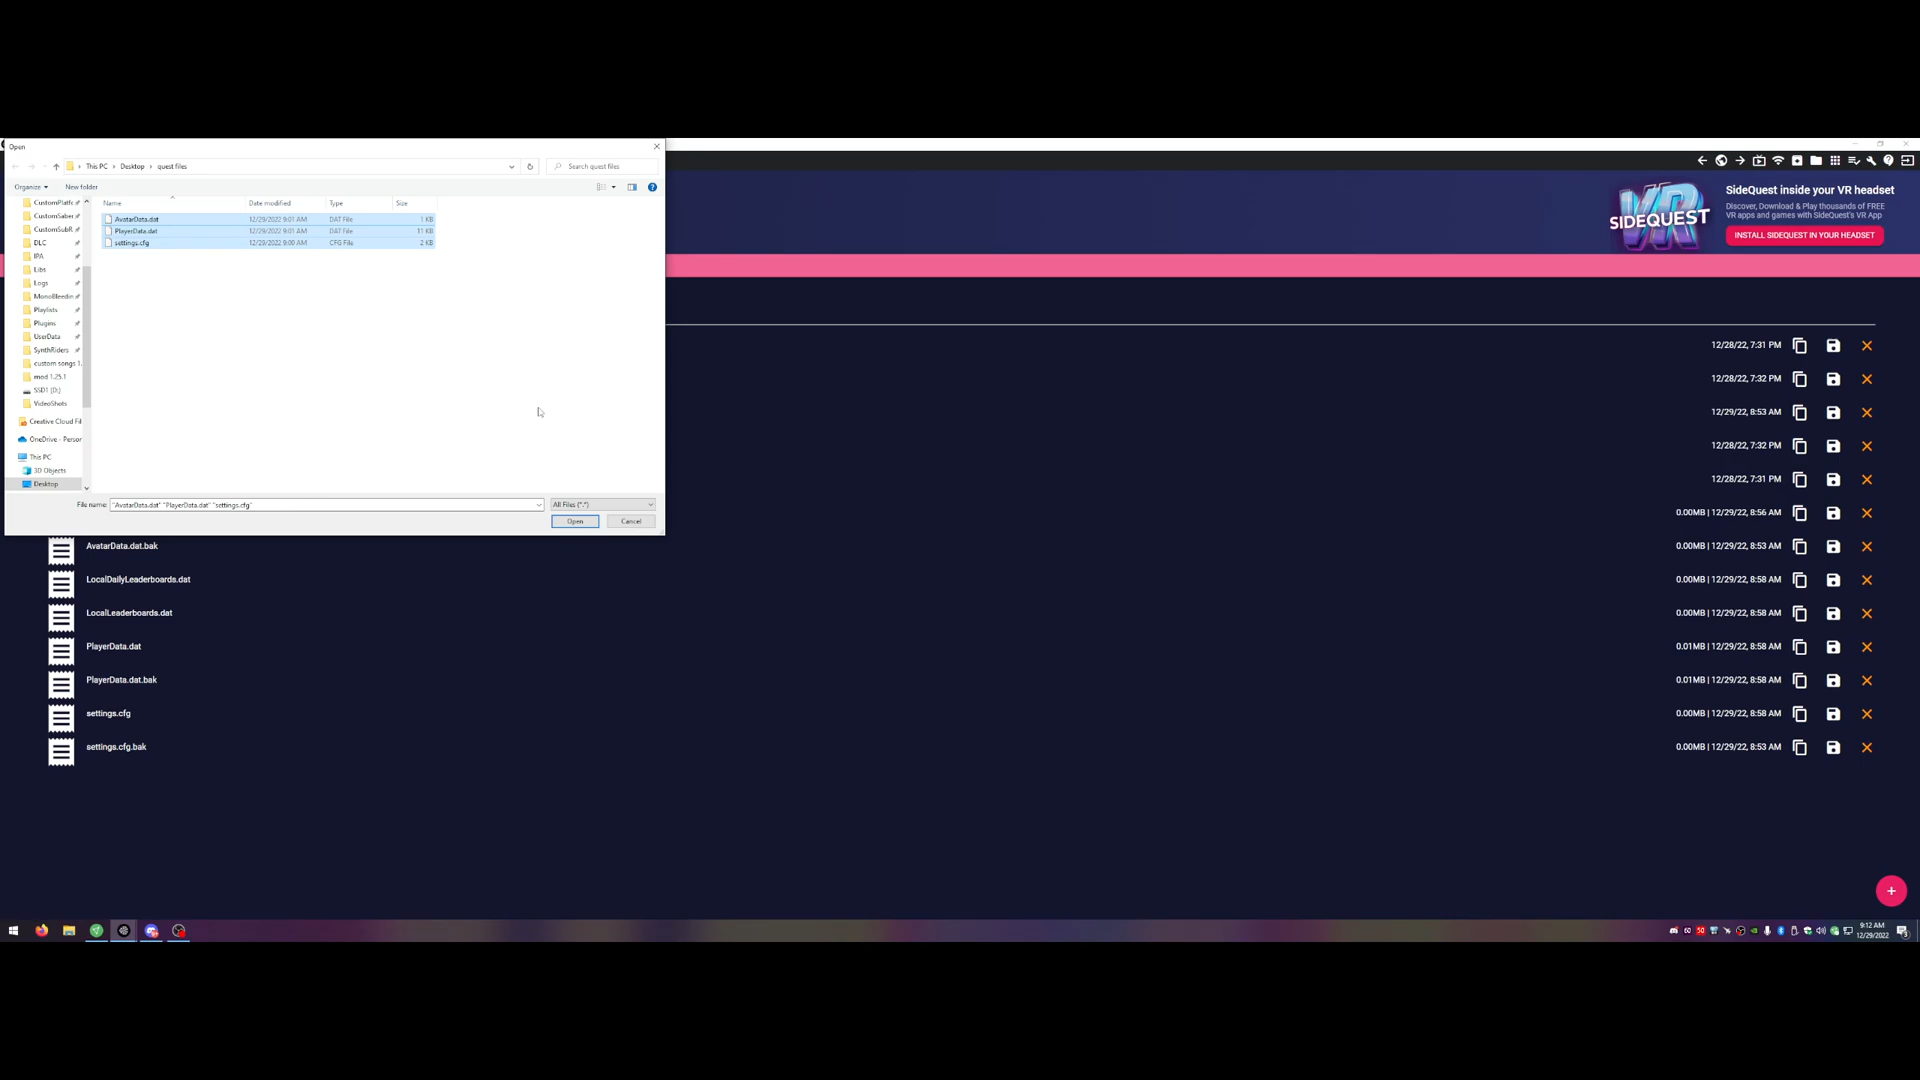 Open
This PC > Desktop > quest files
Search quest files
Organize
New folder
Name
Date modified
Type
Size
AvatarData.dat 12/29/2022 9:01 AM DAT File 1 KB
PlayerData.dat 12/29/2022 9:01 AM DAT File 11 KB
settings.cfg 12/29/2022 9:00 AM CFG File 2 KB
CustomPlatfo
CustomSaber
CustomSubR
DLC
IPA
Libs
Logs
MonoBleedin
Playlists
Plugins
UserData
SynthRiders
custom songs 1.
mod 1.25.1
SSD1 (D:)
VideoShots
Creative Cloud Fil
OneDrive - Person
This PC
3D Objects
Desktop
File name:
"AvatarData.dat" "PlayerData.dat" "settings.cfg"
All Files (*.*)
Open
Cancel
VR
SIDEQUEST
SideQuest inside your VR headset
Discover, Download & Play thousands of FREE
VR apps and games with SideQuest's VR App
INSTALL SIDEQUEST IN YOUR HEADSET
12/28/22, 7:31 PM
12/28/22, 7:32 PM
12/29/22, 8:53 AM
12/28/22, 7:32 PM
12/28/22, 7:31 PM
0.00MB | 12/29/22, 8:56 AM
AvatarData.dat.bak 0.00MB | 12/29/22, 8:53 AM
LocalDailyLeaderboards.dat 0.00MB | 12/29/22, 8:58 AM
LocalLeaderboards.dat 0.00MB | 12/29/22, 8:58 AM
PlayerData.dat 0.01MB | 12/29/22, 8:58 AM
PlayerData.dat.bak 0.01MB | 12/29/22, 8:58 AM
settings.cfg 0.00MB | 12/29/22, 8:58 AM
settings.cfg.bak 0.00MB | 12/29/22, 8:53 AM
+
9:12 AM
12/29/2022